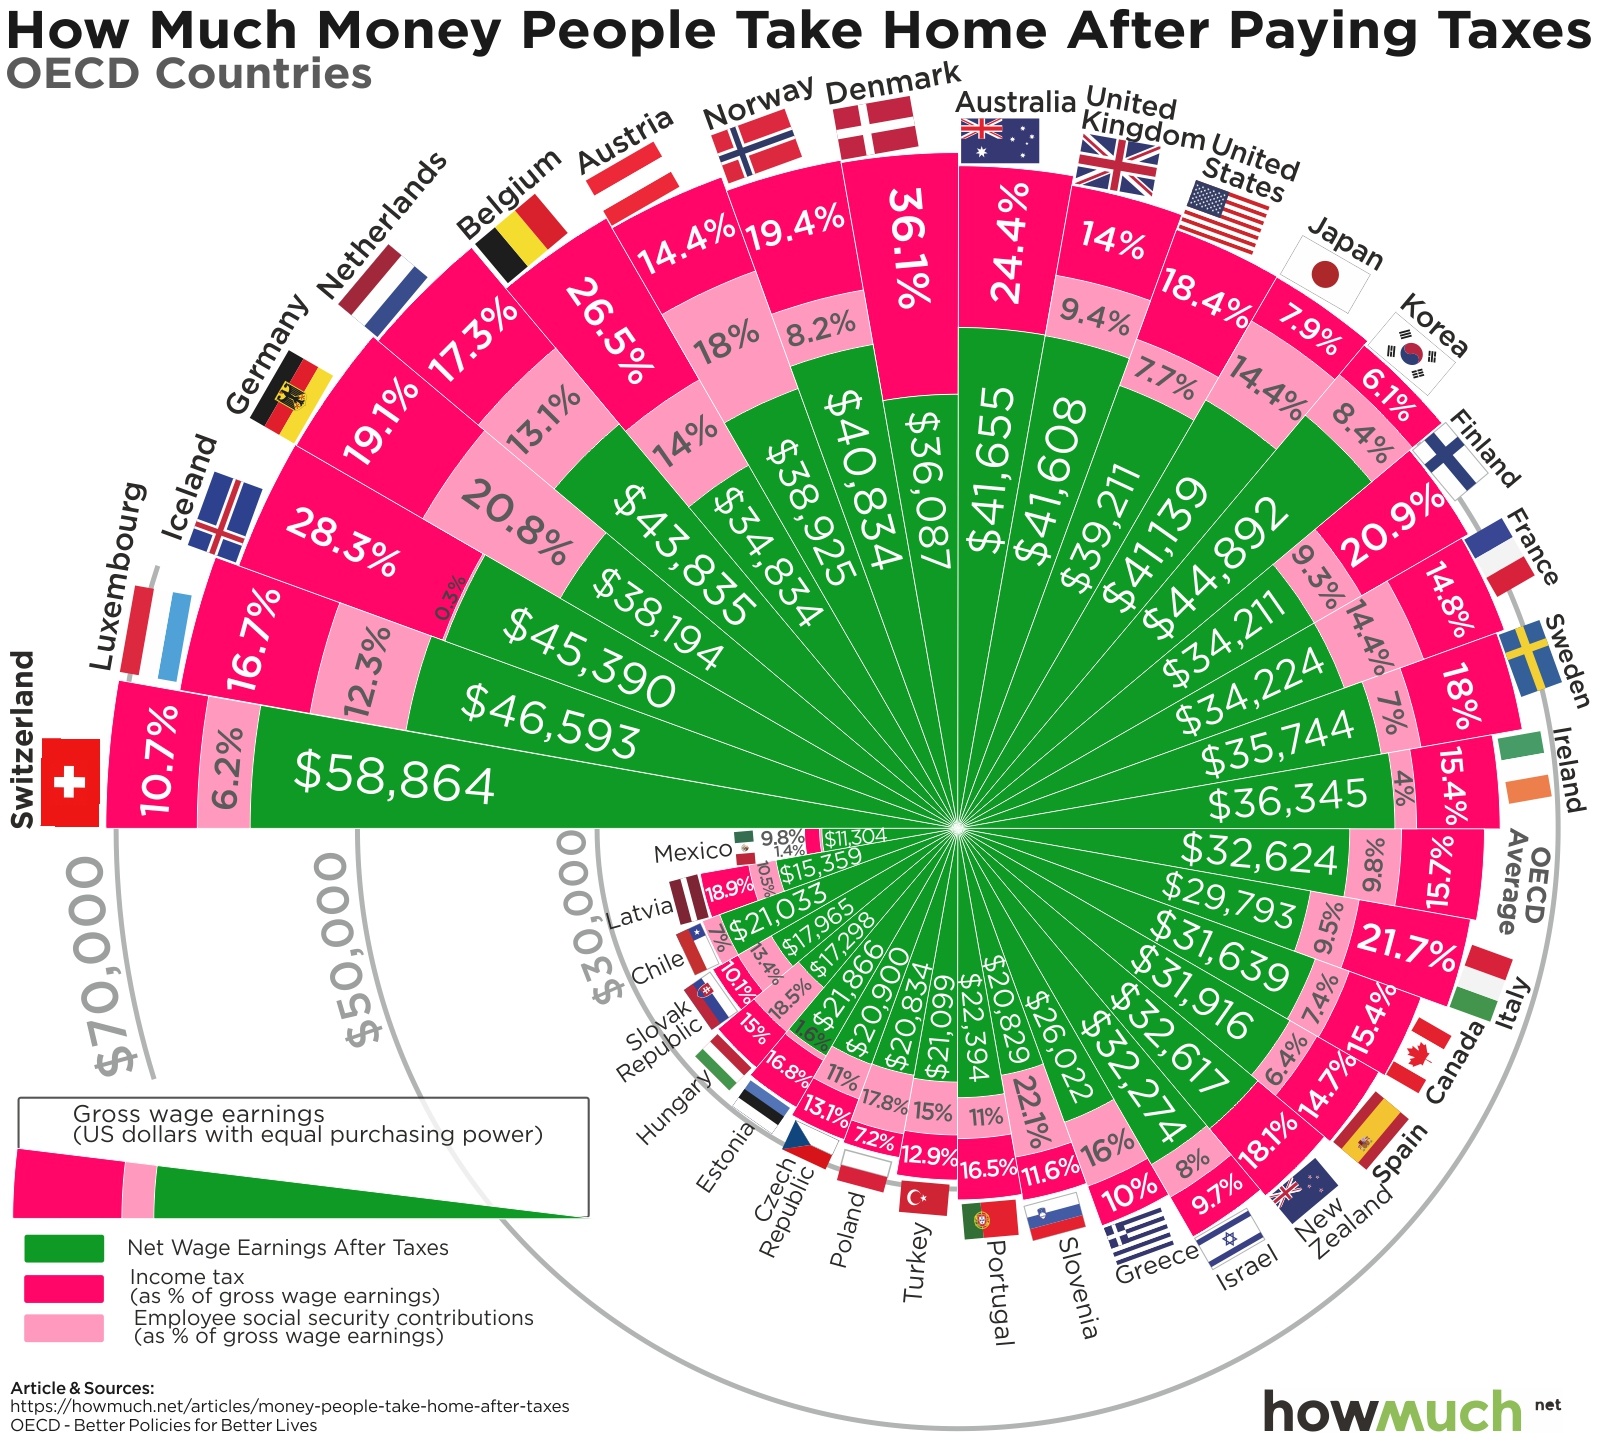 How Much Money People Take Home After Paying Taxes
OECD Countries
Switzerland
10.7%
6.2%
$58,864
Luxembourg
16.7%
12.3%
$46,593
Iceland
28.3%
0.3%
$45,390
Germany
19.1%
20.8%
$38,194
Netherlands
17.3%
13.1%
$43,835
Belgium
26.5%
14%
$34,834
Austria
14.4%
18%
$38,925
Norway
19.4%
8.2%
$40,834
Denmark
36.1%
$36,087
Australia
24.4%
$41,655
United
Kingdom
14%
9.4%
$41,608
United
States
18.4%
7.7%
$39,211
Japan
7.9%
14.4%
$41,139
Korea
6.1%
8.4%
$44,892
Finland
20.9%
9.3%
$34,211
France
14.8%
14.4%
$34,224
Sweden
18%
7%
$35,744
Ireland
15.4%
4%
$36,345
OECD
Average
15.7%
9.8%
$32,624
Italy
21.7%
9.5%
$29,793
Canada
15.4%
7.4%
$31,639
Spain
14.7%
6.4%
$31,916
New
Zealand
18.1%
$32,617
Israel
9.7%
8%
$32,274
Greece
10%
16%
$26,022
Slovenia
11.6%
22.1%
$20,829
Portugal
16.5%
11%
$22,394
Turkey
12.9%
15%
$21,099
Poland
7.2%
17.8%
$20,834
Czech
Republic
13.1%
11%
$20,900
Estonia
16.8%
1.6%
$21,866
Hungary
15%
18.5%
$17,298
Slovak
Republic
10.1%
13.4%
$17,965
Chile
7%
$21,033
Latvia
18.9%
10.5%
$15,359
Mexico
9.8%
1.4%
$11,304
$70,000
$50,000
$30,000
Gross wage earnings
(US dollars with equal purchasing power)
Net Wage Earnings After Taxes
Income tax
(as % of gross wage earnings)
Employee social security contributions
(as % of gross wage earnings)
Article & Sources:
https://howmuch.net/articles/money-people-take-home-after-taxes
OECD - Better Policies for Better Lives
howmuch net